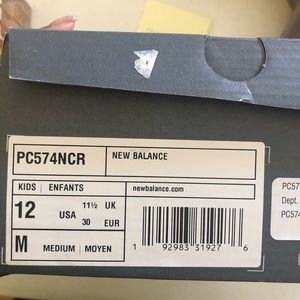 PC574NCR NEW BALANCE
KIDS | ENFANTS 11½ UK newbalance.com
12 USA 30 EUR
M MEDIUM | MOYEN
1 92983 31927 6
PC57
Dept.
PC574